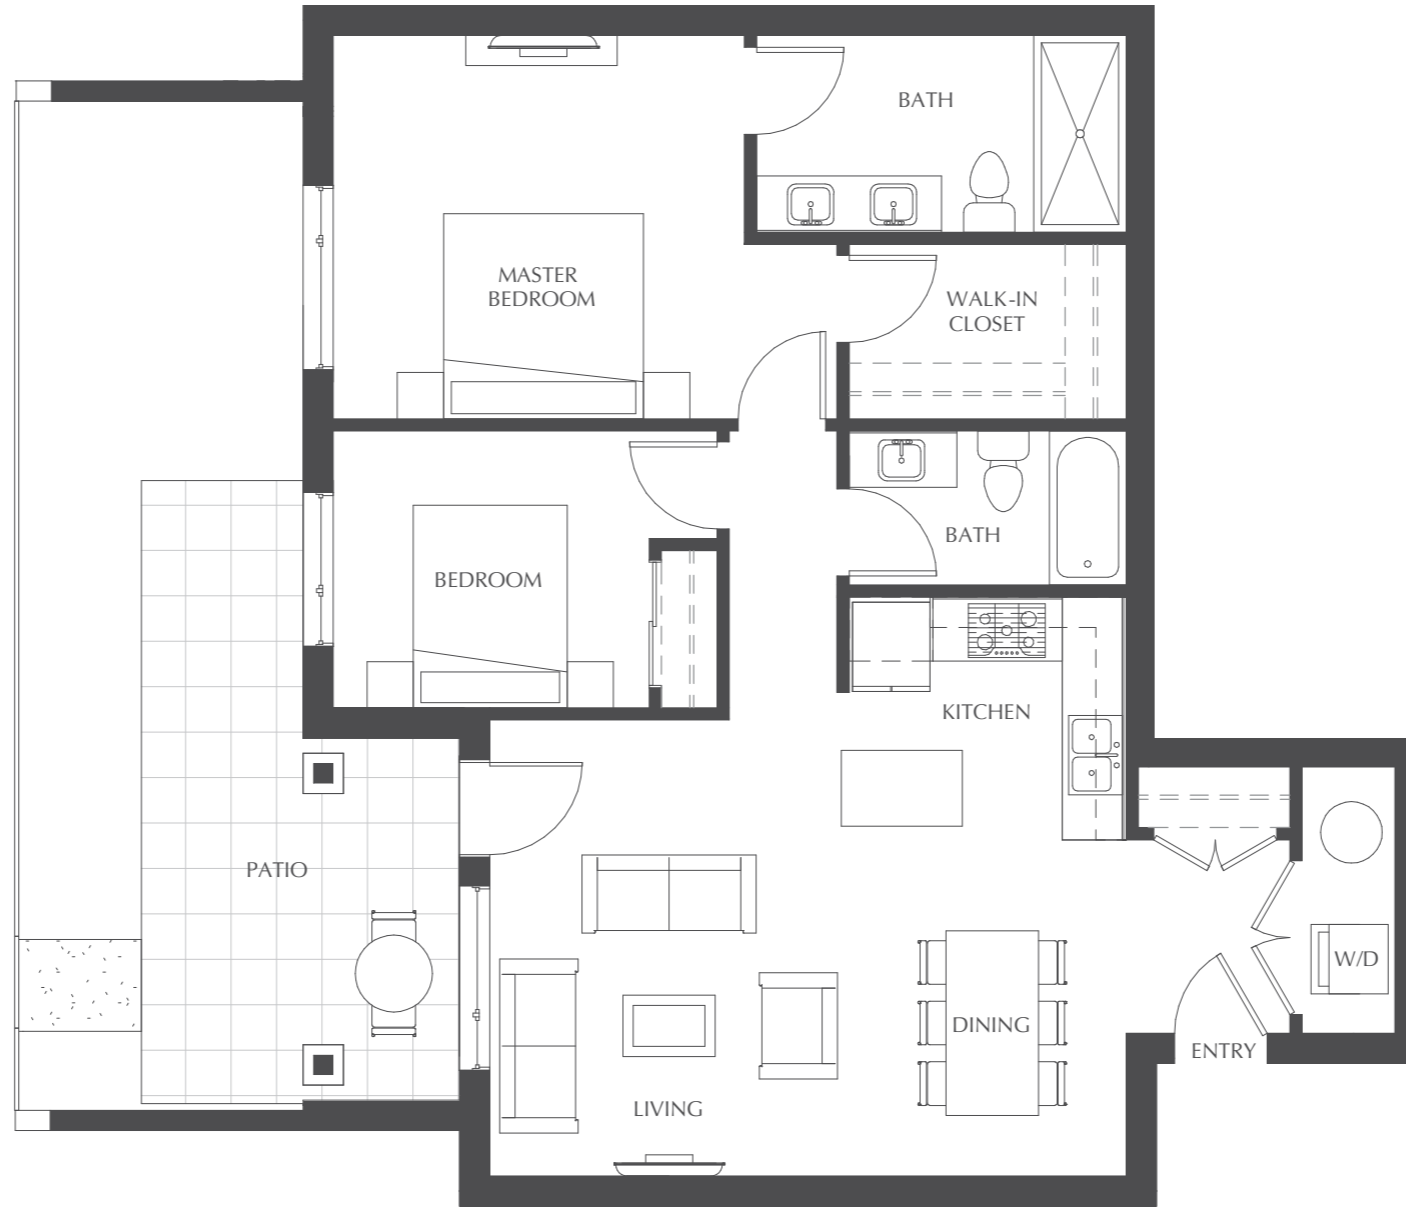 BATH
MASTER
BEDROOM
WALK-IN
CLOSET
BATH
BEDROOM
KITCHEN
PATIO
W/D
DINING
ENTRY
LIVING